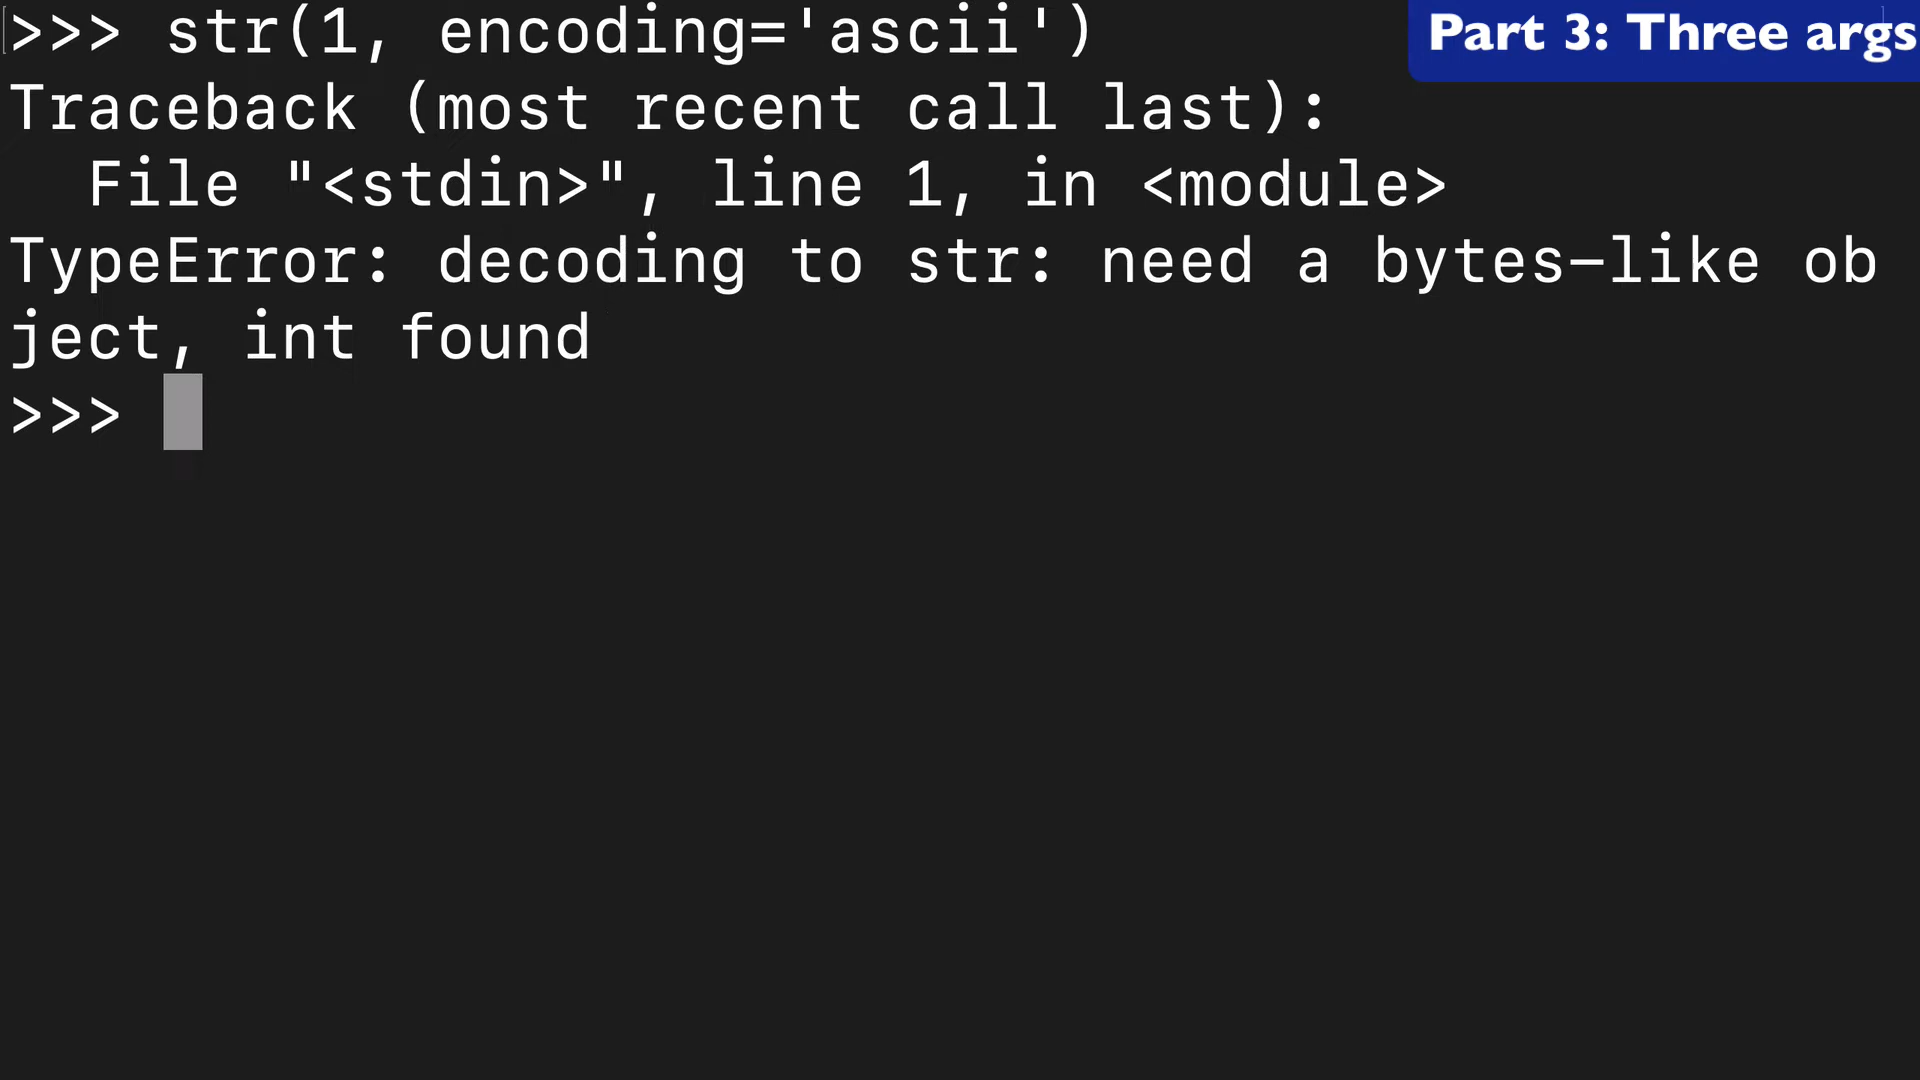 >>> str(1, encoding='ascii')
Part 3: Three args
Traceback (most recent call last):
  File "<stdin>", line 1, in <module>
TypeError: decoding to str: need a bytes-like ob
ject, int found
>>>